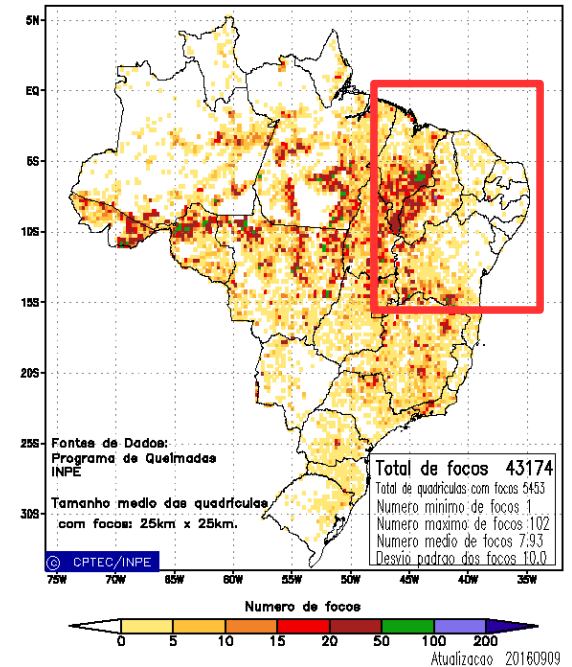 5N
EQ
5S
10S
15S
20S
25S
30S
Fontes de Dados:
Programa de Queimadas
INPE
Tamanho medio das quadrículas
com focos: 25km x 25km.
Total de focos 43174
Total de quadriculas com focos 5453
Numero minimo de focos 1
Numero maximo de focos 102
Numero medio de focos 7.93
Desvio padrao dos focos 10.0
© CPTEC/INPE
75W 70W 65W 60W 55W 50W 45W 40W 35W
Numero de focos
0 5 10 15 20 50 100 200
Atualizacao 20160909